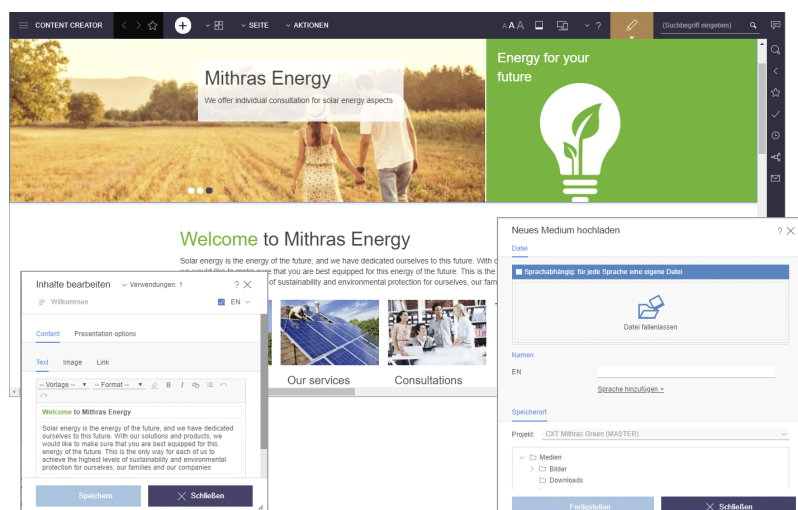 CONTENT CREATOR
SEITE
AKTIONEN
A A A
?
(Suchbegriff eingeben)
Mithras Energy
We offer individual consultation for solar energy aspects
Energy for your
future
Welcome to Mithras Energy
Solar energy is the energy of the future, and we have dedicated ourselves to this future. With
that you are best equipped for this energy of the future. This is the
of sustainability and environmental protection for ourselves, our fam
Our services
Consultations
Inhalte bearbeiten
Verwendungen: 1
?
Willkommen
EN
Content
Presentation options
Text
Image
Link
-- Vorlage --
-- Format --
B
I
Welcome to Mithras Energy
Solar energy is the energy of the future, and we have dedicated
ourselves to this future. With our solutions and products, we
would like to make sure that you are best equipped for this
energy of the future. This is the only way for each of us to
achieve the highest levels of sustainability and environmental
protection for ourselves, our families and our companies
Speichern
Schließen
Neues Medium hochladen
?
Datei
Sprachabhängig: für jede Sprache eine eigene Datei
Datei fallenlassen
Namen
EN
Sprache hinzufügen +
Speicherort
Projekt:
CXT Mithras Green (MASTER)
Medien
Bilder
Downloads
Fertigstellen
Schließen